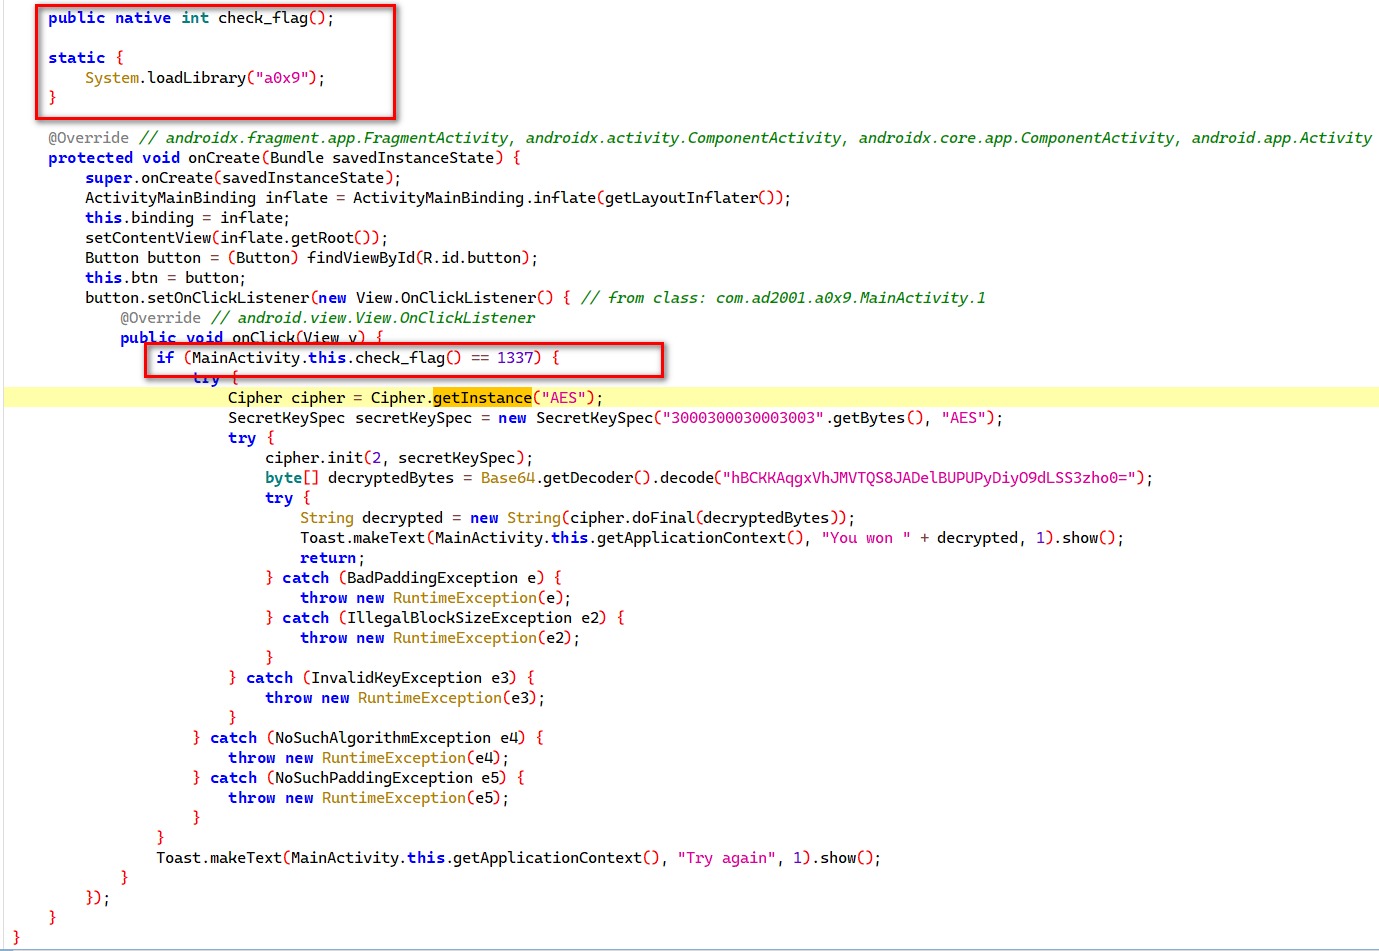 public native int check_flag();
static {
System.loadLibrary("a0x9");
}
@Override // androidx.fragment.app.FragmentActivity, androidx.activity.ComponentActivity, androidx.core.app.ComponentActivity, android.app.Activity
protected void onCreate(Bundle savedInstanceState) {
super.onCreate(savedInstanceState);
ActivityMainBinding inflate = ActivityMainBinding.inflate(getLayoutInflater());
this.binding = inflate;
setContentView(inflate.getRoot());
Button button = (Button) findViewById(R.id.button);
this.btn = button;
button.setOnClickListener(new View.OnClickListener() { // from class: com.ad2001.a0x9.MainActivity.1
@Override // android.view.View.OnClickListener
public void onClick(View v) {
if (MainActivity.this.check_flag() == 1337) {
try {
Cipher cipher = Cipher.getInstance("AES");
SecretKeySpec secretKeySpec = new SecretKeySpec("3000300030003003".getBytes(), "AES");
try {
cipher.init(2, secretKeySpec);
byte[] decryptedBytes = Base64.getDecoder().decode("hBCKKAqgxVhJMVTQS8JADelBUPUPyDiyO9dLSS3zho0=");
try {
String decrypted = new String(cipher.doFinal(decryptedBytes));
Toast.makeText(MainActivity.this.getApplicationContext(), "You won " + decrypted, 1).show();
return;
} catch (BadPaddingException e) {
throw new RuntimeException(e);
} catch (IllegalBlockSizeException e2) {
throw new RuntimeException(e2);
}
} catch (InvalidKeyException e3) {
throw new RuntimeException(e3);
}
} catch (NoSuchAlgorithmException e4) {
throw new RuntimeException(e4);
} catch (NoSuchPaddingException e5) {
throw new RuntimeException(e5);
}
}
Toast.makeText(MainActivity.this.getApplicationContext(), "Try again", 1).show();
}
});
}
}